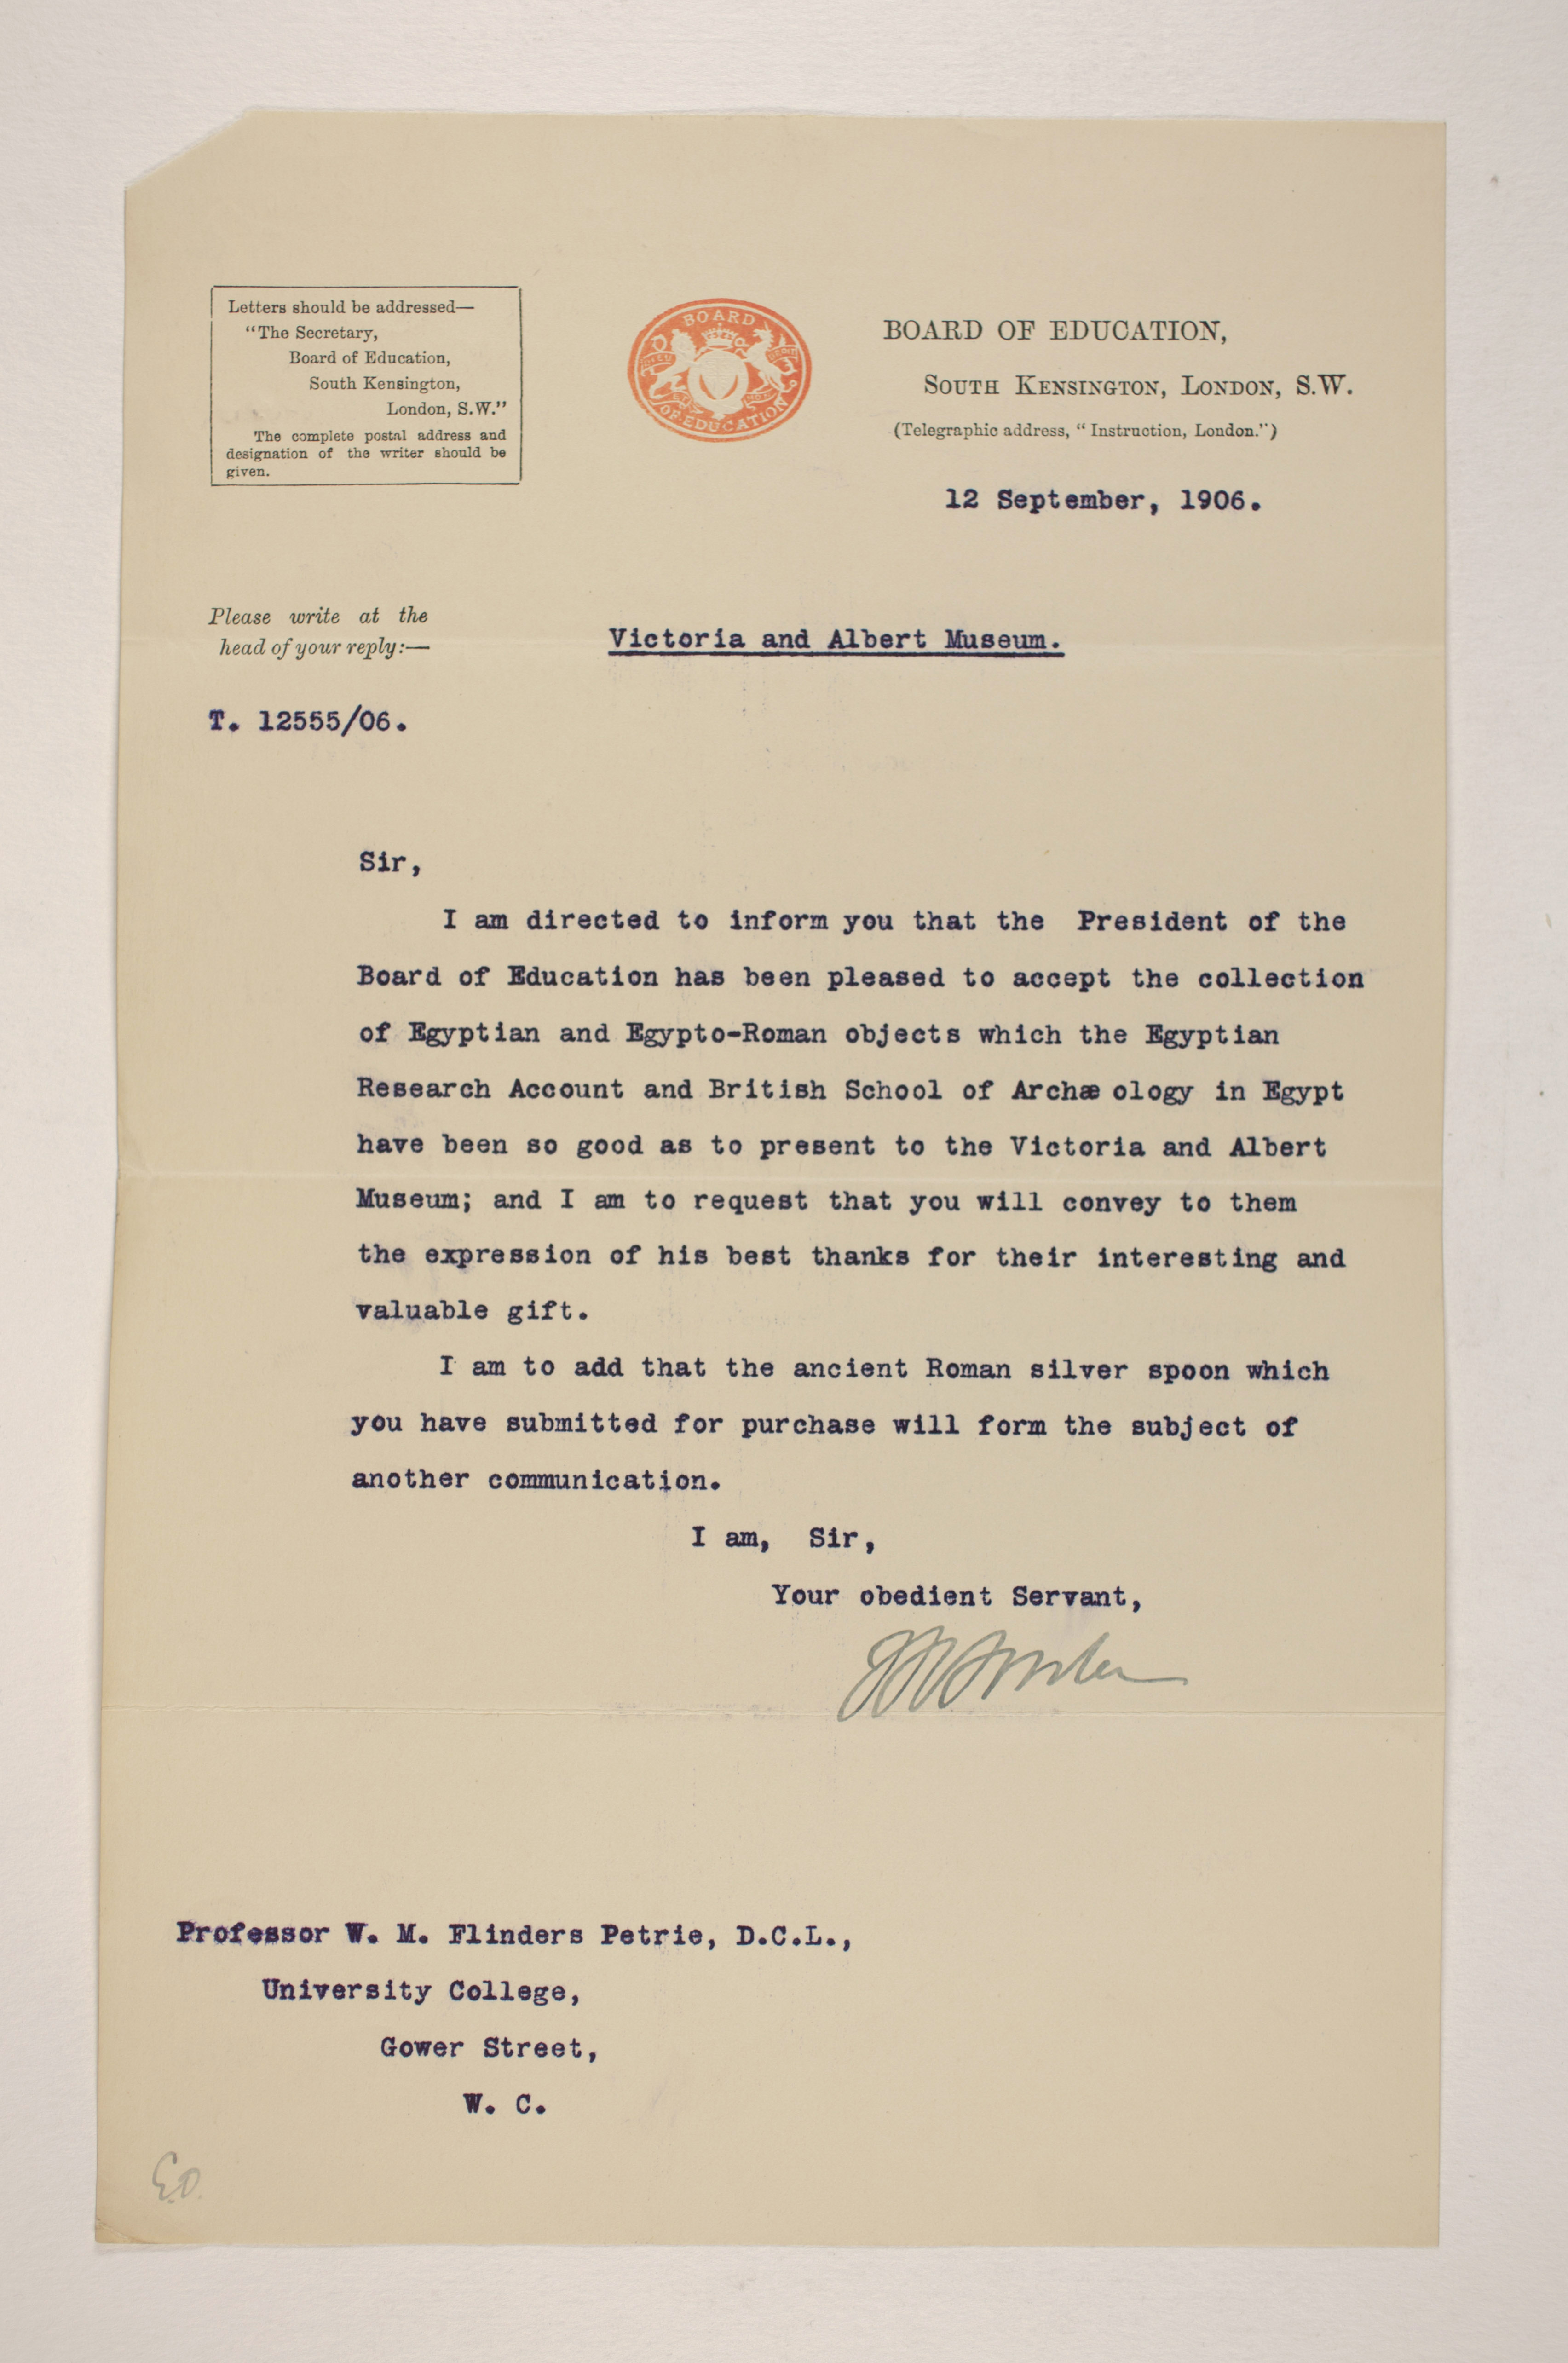 Letters should be addressed—
"The Secretary,
Board of Education,
South Kensington,
London, S.W."
The complete postal address and
designation of the writer should be
given.
BOARD
OF EDUCATION
BOARD OF EDUCATION,
SOUTH KENSINGTON, LONDON, S.W.
(Telegraphic address, "Instruction, London.")
12 September, 1906.
Please write at the
head of your reply:—
Victoria and Albert Museum.
T. 12555/06.
Sir,
I am directed to inform you that the President of the
Board of Education has been pleased to accept the collection
of Egyptian and Egypto-Roman objects which the Egyptian
Research Account and British School of Archæ ology in Egypt
have been so good as to present to the Victoria and Albert
Museum; and I am to request that you will convey to them
the expression of his best thanks for their interesting and
valuable gift.
I am to add that the ancient Roman silver spoon which
you have submitted for purchase will form the subject of
another communication.
I am, Sir,
Your obedient Servant,
Professor W. M. Flinders Petrie, D.C.L.,
University College,
Gower Street,
W. C.